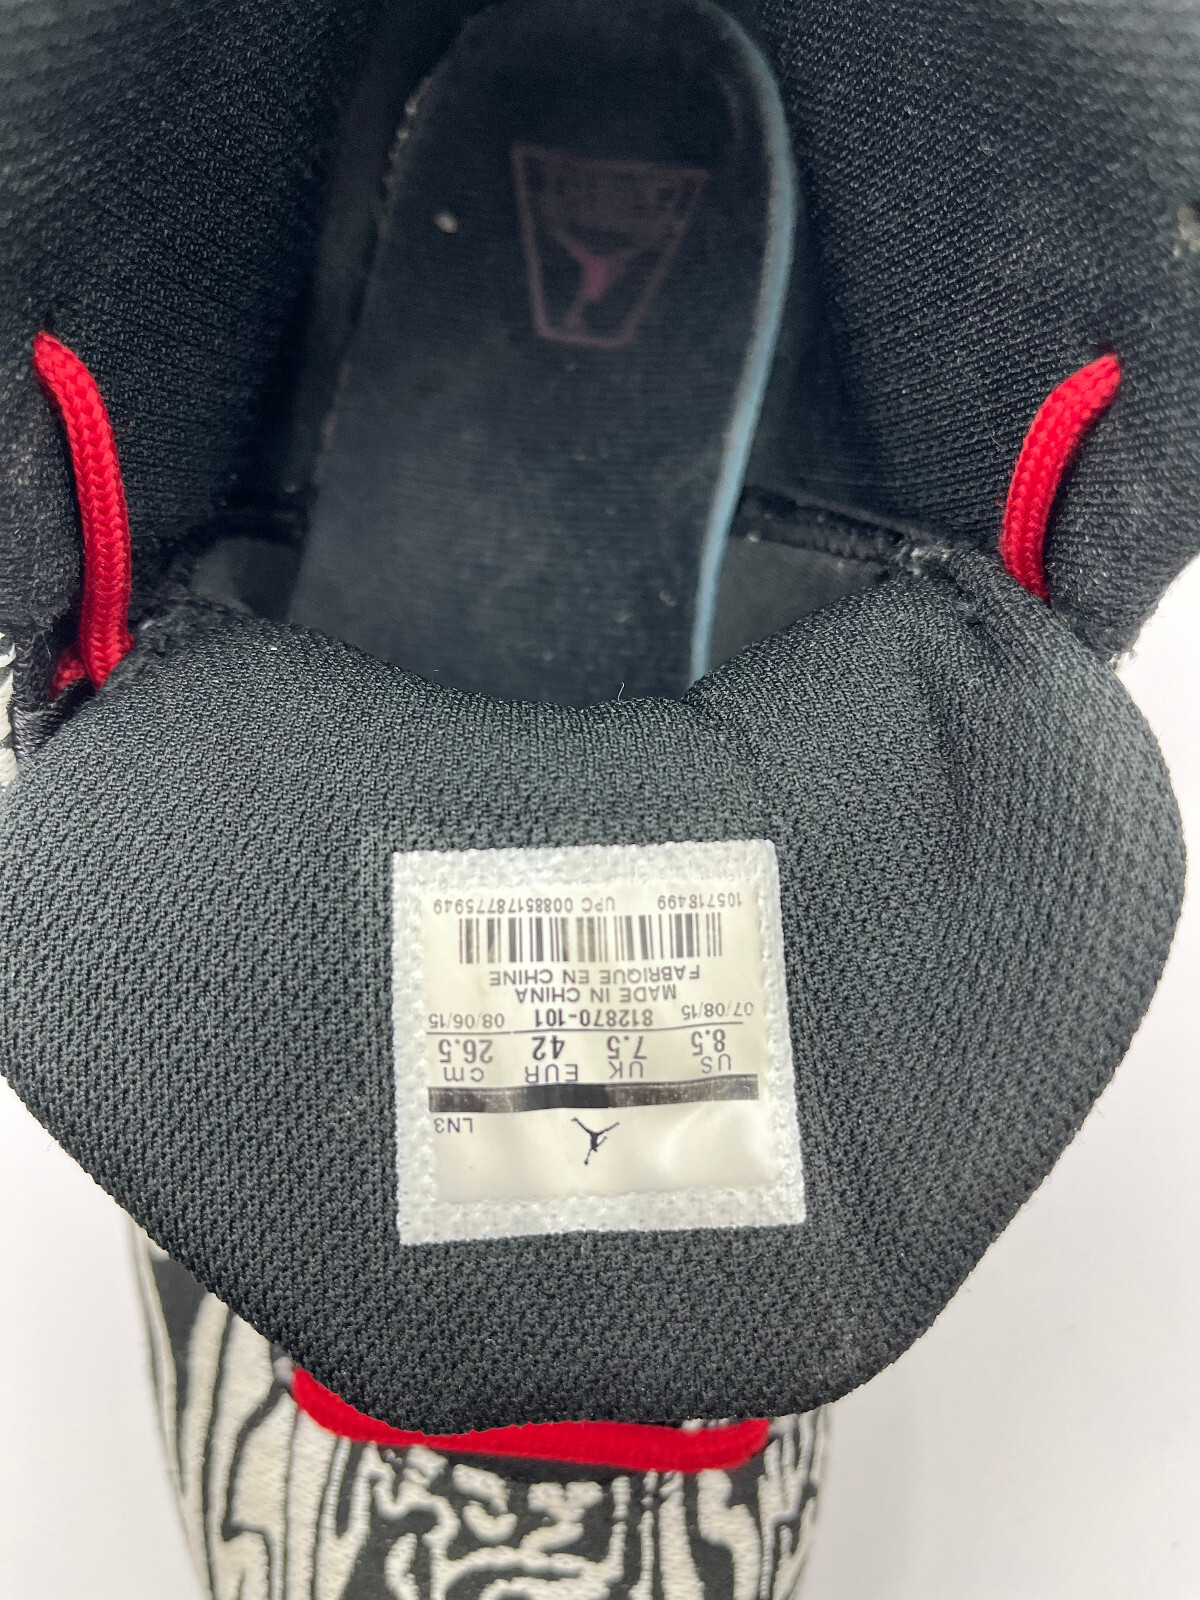 LN3
US UK EUR cm
8.5 7.5 42 26.5
07/08/15 812870-101 08/06/15
MADE IN CHINA
FABRIQUE EN CHINE
105718499 UPC 00885178775949